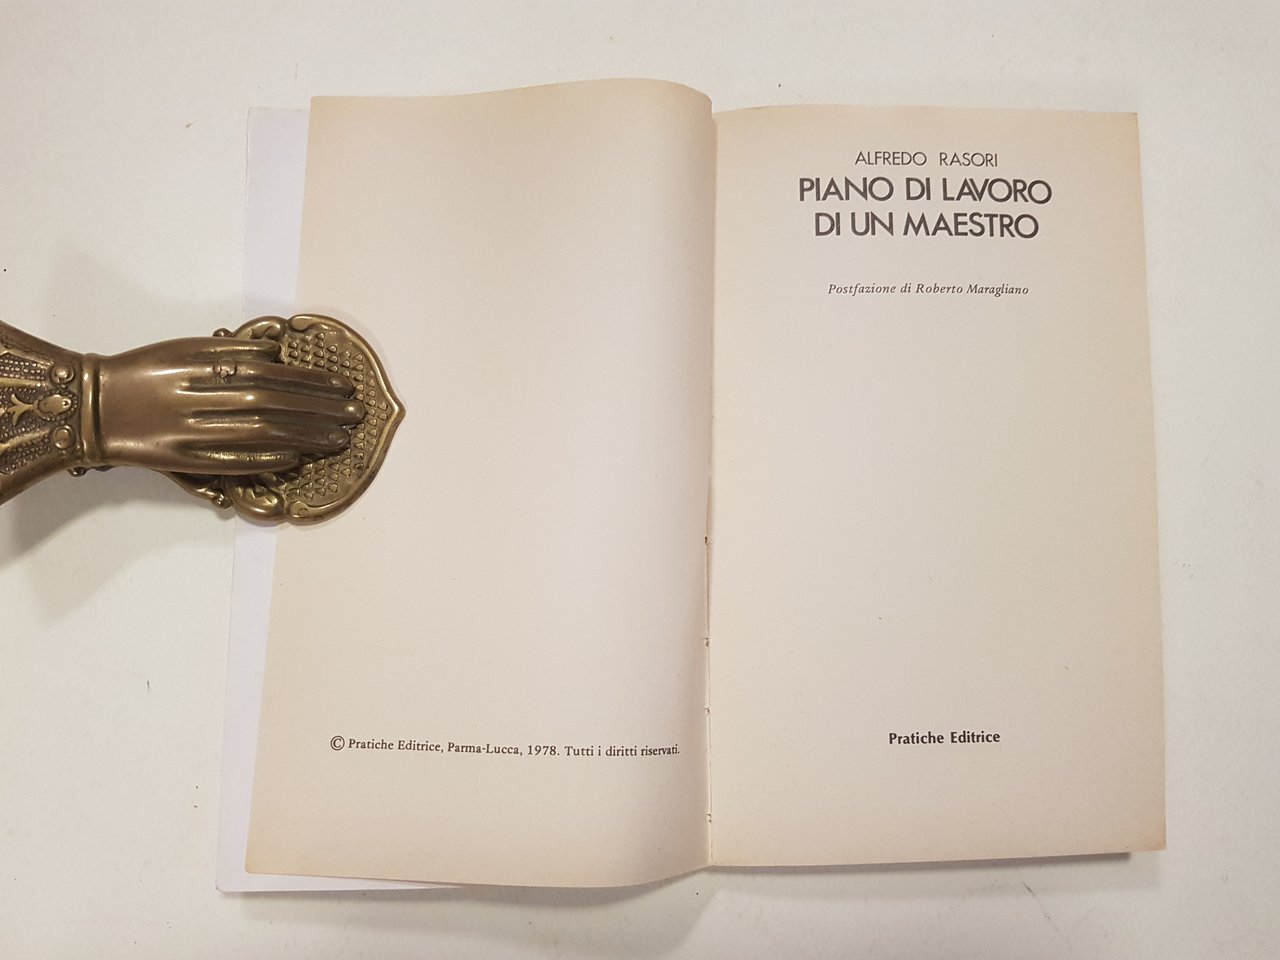 © Pratiche Editrice, Parma-Lucca, 1978. Tutti i diritti riservati.
ALFREDO RASORI
PIANO DI LAVORO
DI UN MAESTRO
Postfazione di Roberto Maragliano
Pratiche Editrice